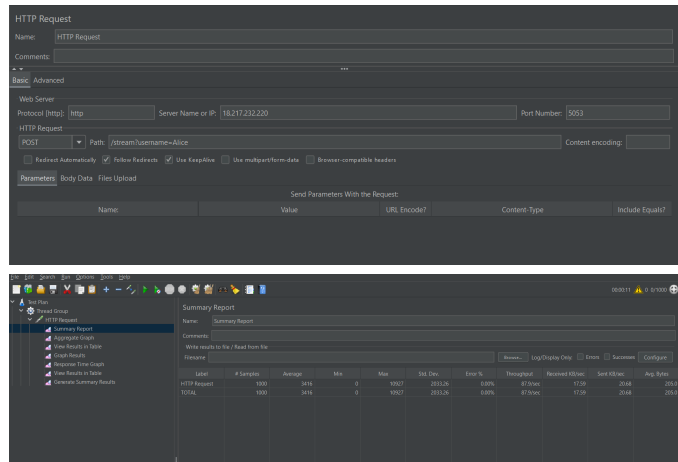 HTTP Request
Name: HTTP Request
Comments:
Basic Advanced
Web Server
Protocol [http]: http Server Name or IP: 18.217.232.220 Port Number: 5053
HTTP Request
POST Path: /stream?username=Alice Content encoding:
Redirect Automatically Follow Redirects Use KeepAlive Use multipart/form-data Browser-compatible headers
Parameters Body Data Files Upload
Send Parameters With the Request:
Name: Value URL Encode? Content-Type Include Equals?
File Edit Search Run Options Tools Help
00:00:11 0 0/1000
Test Plan
Thread Group
HTTP Request
Summary Report
Aggregate Graph
View Results in Table
Graph Results
Response Time Graph
View Results in Table
Generate Summary Results
Summary Report
Name: Summary Report
Comments:
Write results to file / Read from file
Filename Browse... Log/Display Only: Errors Successes Configure
Label # Samples Average Min Max Std. Dev. Error % Throughput Received KB/sec Sent KB/sec Avg. Bytes
HTTP Request 1000 3416 0 10927 2033.26 0.00% 87.9/sec 17.59 20.68 205.0
TOTAL 1000 3416 0 10927 2033.26 0.00% 87.9/sec 17.59 20.68 205.0